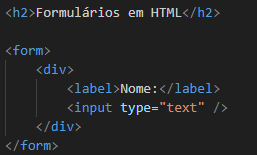 <h2>Formulários em HTML</h2>

<form>
    <div>
        <label>Nome:</label>
        <input type="text" />
    </div>
</form>